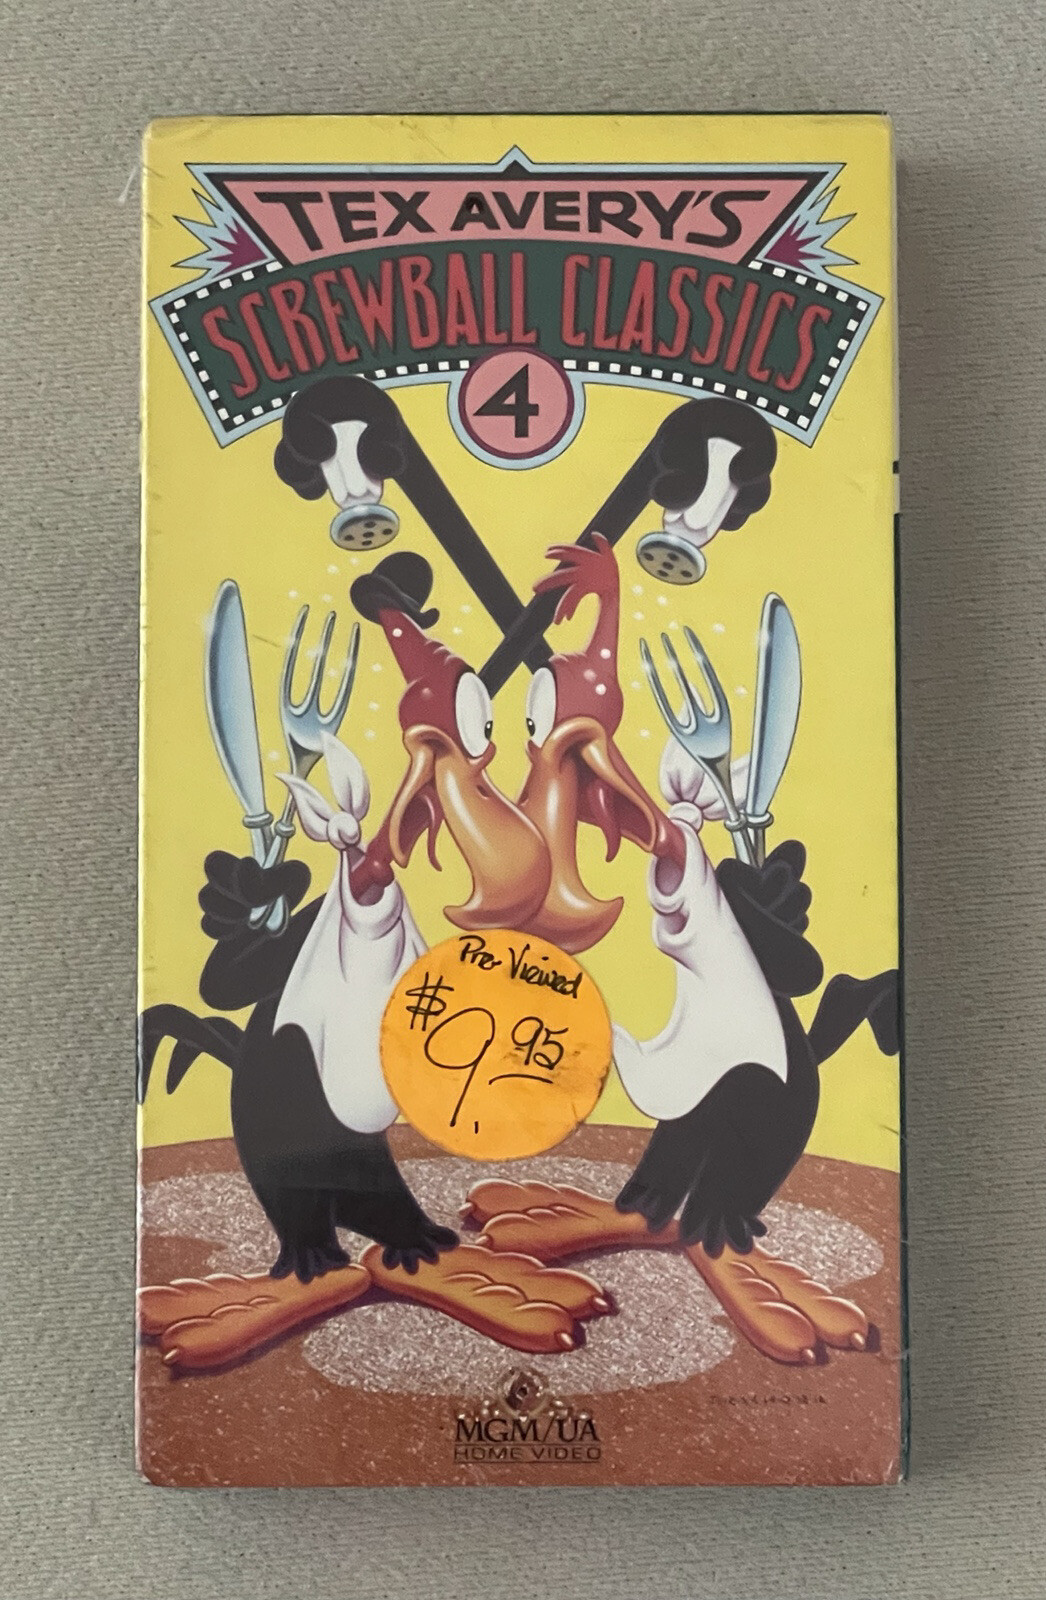 TEX AVERY'S
SCREWBALL CLASSICS
4
Pre-Viewed
$9.95
MGM/UA
HOME VIDEO